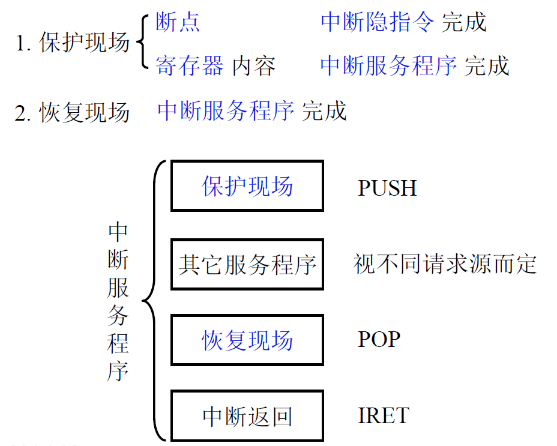 1. 保护现场
断点 中断隐指令 完成
寄存器 内容 中断服务程序 完成
2. 恢复现场 中断服务程序 完成
中断服务程序
保护现场 PUSH
其它服务程序 视不同请求源而定
恢复现场 POP
中断返回 IRET